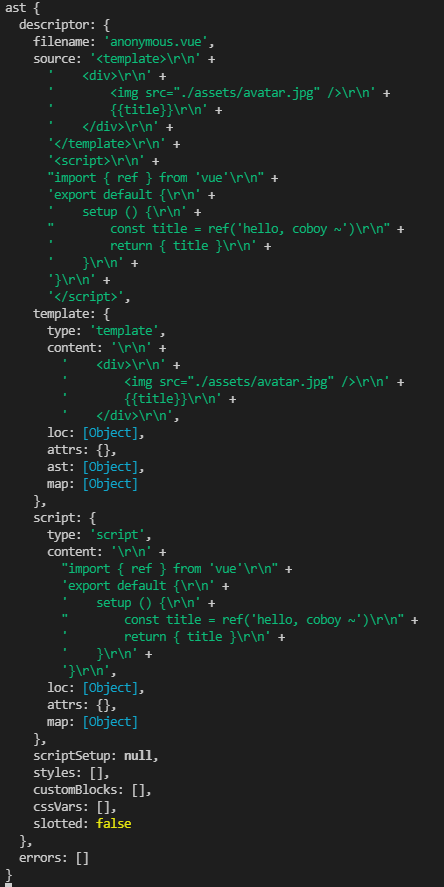 ast {
  descriptor: {
    filename: 'anonymous.vue',
    source: '<template>\r\n' +
      '    <div>\r\n' +
      '        <img src="./assets/avatar.jpg" />\r\n' +
      '        {{title}}\r\n' +
      '    </div>\r\n' +
      '</template>\r\n' +
      '<script>\r\n' +
      "import { ref } from 'vue'\r\n" +
      'export default {\r\n' +
      '    setup () {\r\n' +
      "        const title = ref('hello, coboy ~')\r\n" +
      '        return { title }\r\n' +
      '    }\r\n' +
      '}\r\n' +
      '</script>',
    template: {
      type: 'template',
      content: '\r\n' +
        '    <div>\r\n' +
        '        <img src="./assets/avatar.jpg" />\r\n' +
        '        {{title}}\r\n' +
        '    </div>\r\n',
      loc: [Object],
      attrs: {},
      ast: [Object],
      map: [Object]
    },
    script: {
      type: 'script',
      content: '\r\n' +
        "import { ref } from 'vue'\r\n" +
        'export default {\r\n' +
        '    setup () {\r\n' +
        "        const title = ref('hello, coboy ~')\r\n" +
        '        return { title }\r\n' +
        '    }\r\n' +
        '}\r\n',
      loc: [Object],
      attrs: {},
      map: [Object]
    },
    scriptSetup: null,
    styles: [],
    customBlocks: [],
    cssVars: [],
    slotted: false
  },
  errors: []
}